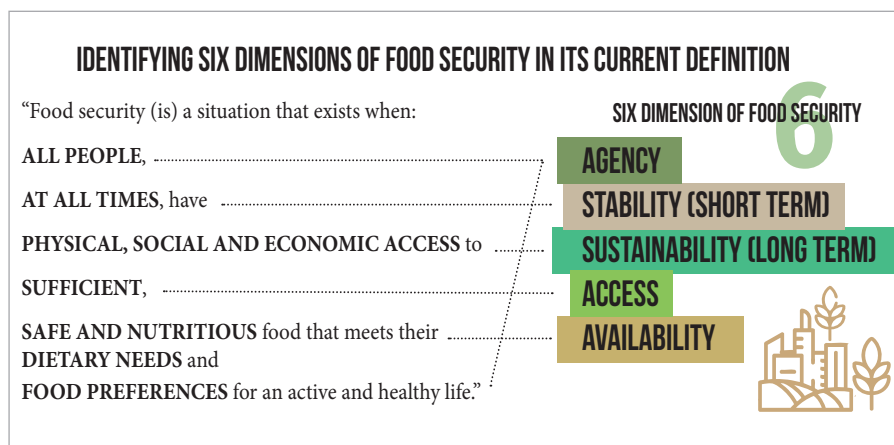 IDENTIFYING SIX DIMENSIONS OF FOOD SECURITY IN ITS CURRENT DEFINITION
“Food security (is) a situation that exists when:
ALL PEOPLE,
AT ALL TIMES, have
PHYSICAL, SOCIAL AND ECONOMIC ACCESS to
SUFFICIENT,
SAFE AND NUTRITIOUS food that meets their
DIETARY NEEDS and
FOOD PREFERENCES for an active and healthy life.”
6
SIX DIMENSION OF FOOD SECURITY
AGENCY
STABILITY (SHORT TERM)
SUSTAINABILITY (LONG TERM)
ACCESS
AVAILABILITY